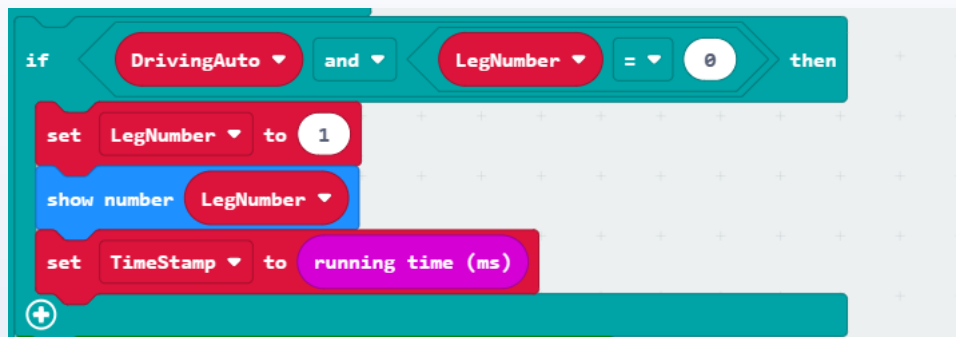 if DrivingAuto and LegNumber = 0 then
set LegNumber to 1
show number LegNumber
set TimeStamp to running time (ms)